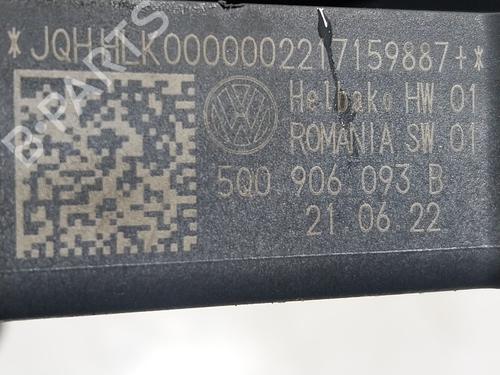 *JQHHLK0000002217159887+*
Helbako HW 01
ROMANIA SW 01
5Q0 906 093 B
21.06.22
B-PARTS